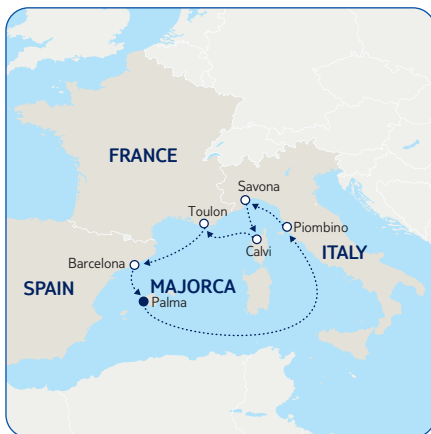 FRANCE
Savona
Toulon
Piombino
Calvi
ITALY
Barcelona
SPAIN
MAJORCA
Palma